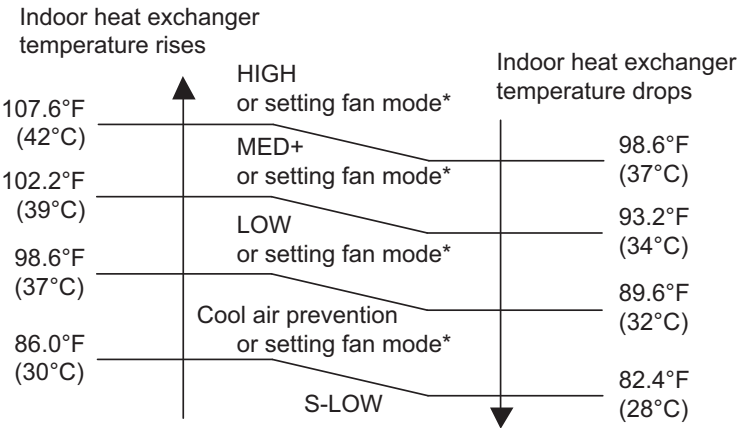 Indoor heat exchanger
temperature rises
107.6°F
(42°C)
102.2°F
(39°C)
98.6°F
(37°C)
86.0°F
(30°C)
HIGH
or setting fan mode*
MED+
or setting fan mode*
LOW
or setting fan mode*
Cool air prevention
or setting fan mode*
S-LOW
Indoor heat exchanger
temperature drops
98.6°F
(37°C)
93.2°F
(34°C)
89.6°F
(32°C)
82.4°F
(28°C)